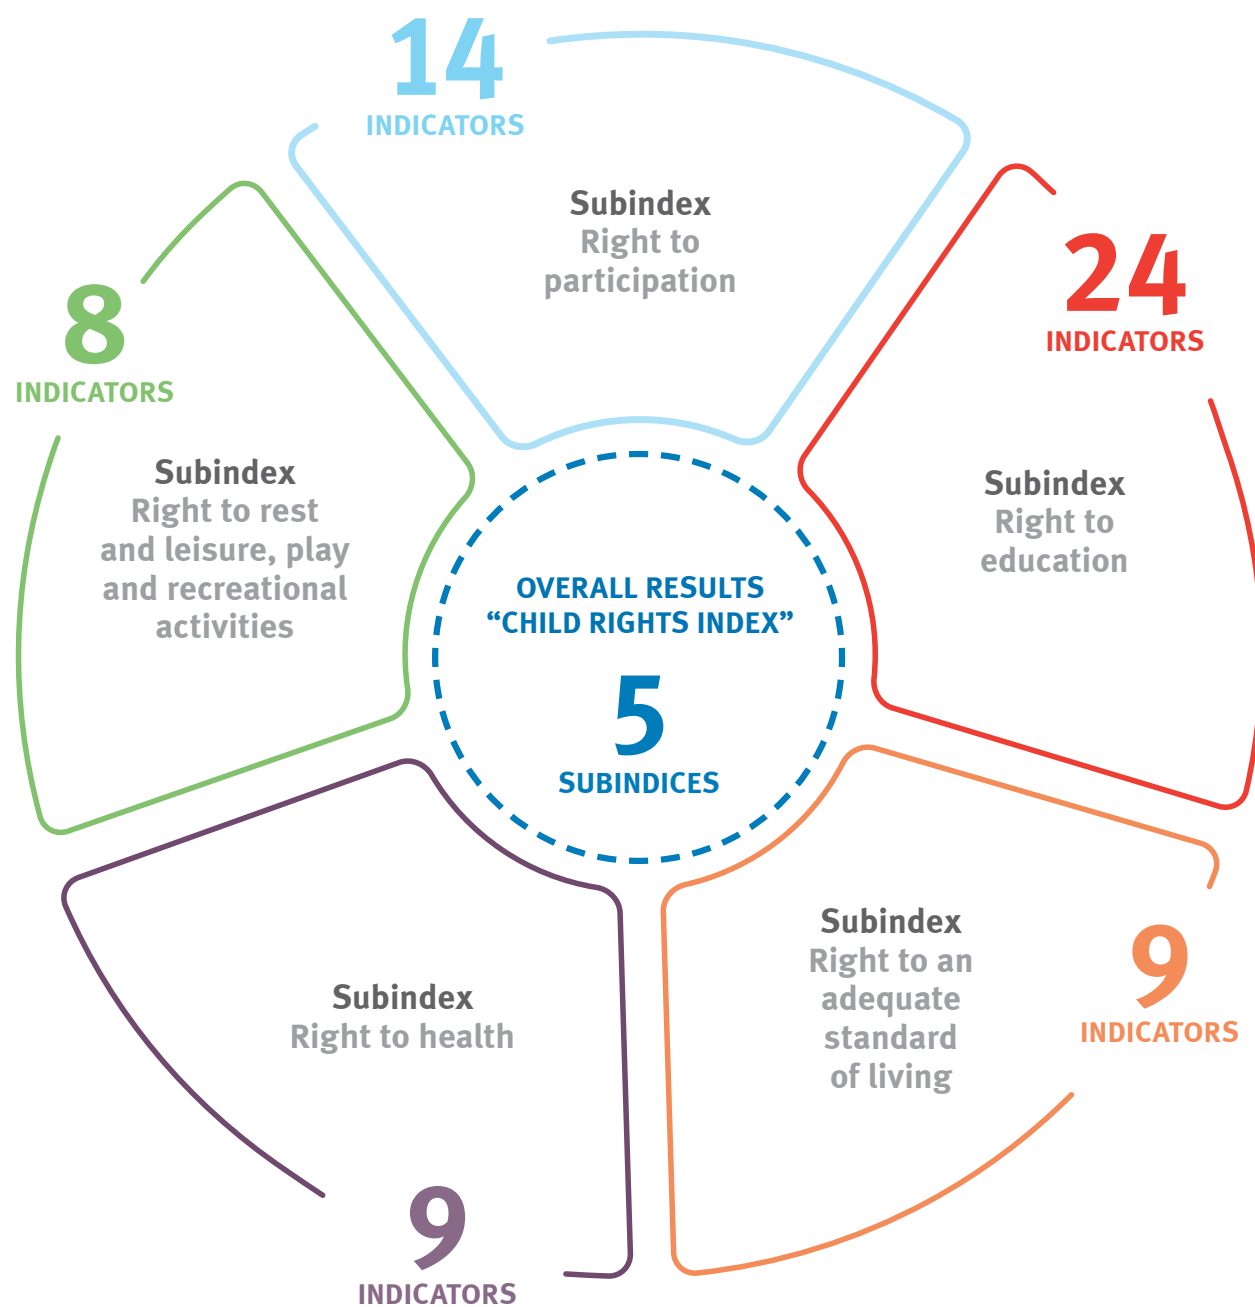 14
INDICATORS
Subindex
Right to
participation
24
INDICATORS
Subindex
Right to
education
9
INDICATORS
Subindex
Right to an
adequate
standard
of living
9
INDICATORS
Subindex
Right to health
8
INDICATORS
Subindex
Right to rest
and leisure, play
and recreational
activities
OVERALL RESULTS
“CHILD RIGHTS INDEX”
5
SUBINDICES